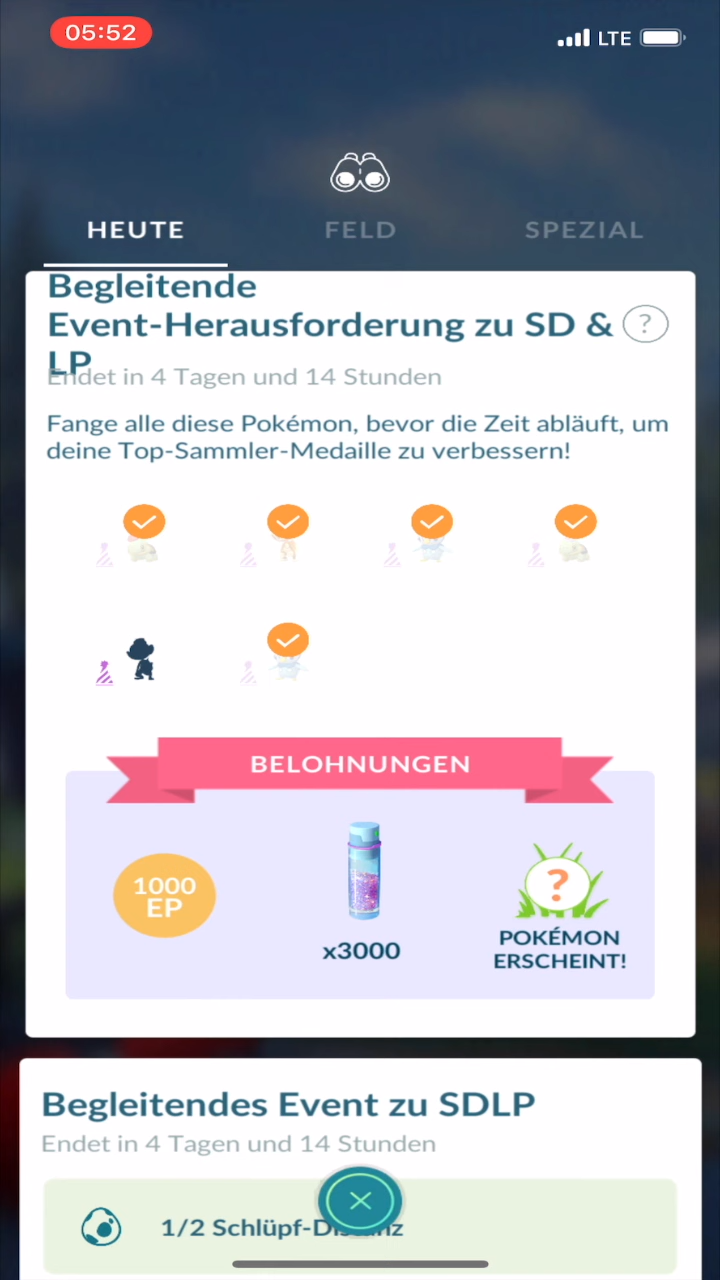 05:52
LTE
HEUTE
FELD
SPEZIAL
Begleitende
Event-Herausforderung zu SD &
?
LP
Endet in 4 Tagen und 14 Stunden
Fange alle diese Pokémon, bevor die Zeit abläuft, um
deine Top-Sammler-Medaille zu verbessern!
BELOHNUNGEN
1000
EP
x3000
?
POKÉMON
ERSCHEINT!
Begleitendes Event zu SDLP
Endet in 4 Tagen und 14 Stunden
1/2 Schlüpf-Distanz